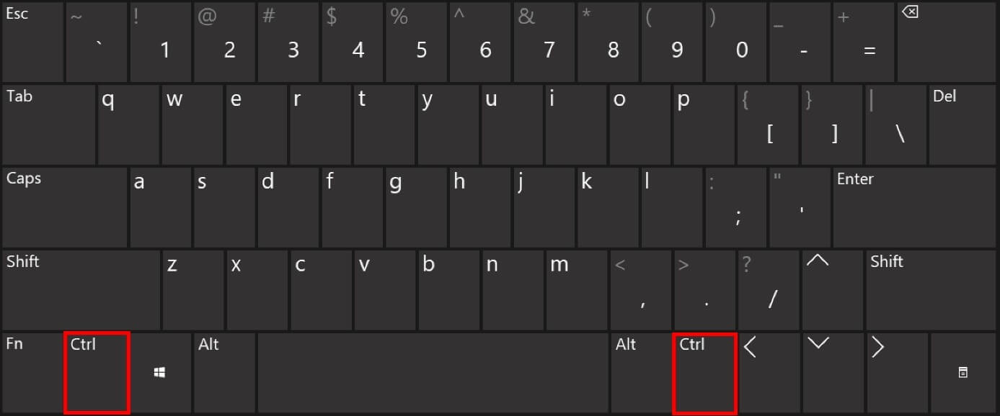 Esc ~ ` ! 1 @ 2 # 3 $ 4 % 5 ^ 6 & 7 * 8 ( 9 ) 0 _ - + =
Tab q w e r t y u i o p { [ } ] | \ Del
Caps a s d f g h j k l : ; " ' Enter
Shift z x c v b n m < , > . ? / Shift
Fn Ctrl Alt Alt Ctrl